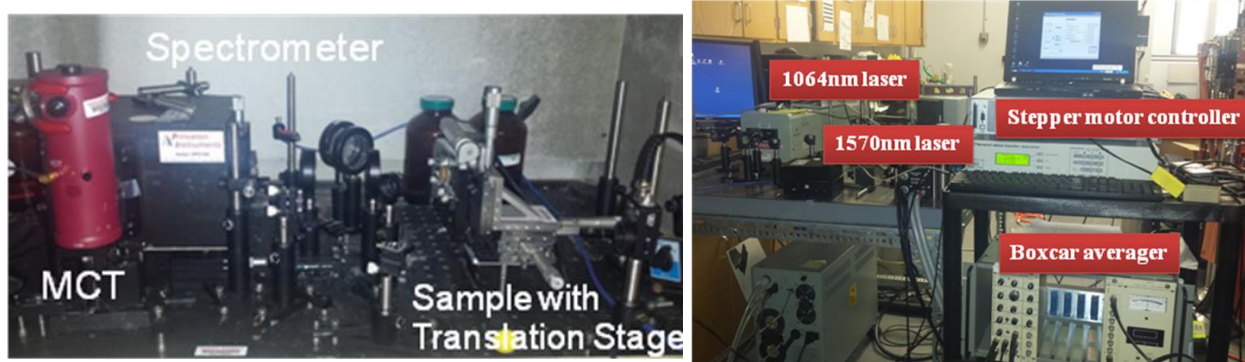 Spectrometer
Princeton
Instruments
MCT
Sample with
Translation Stage
1064nm laser
1570nm laser
Stepper motor controller
Boxcar averager